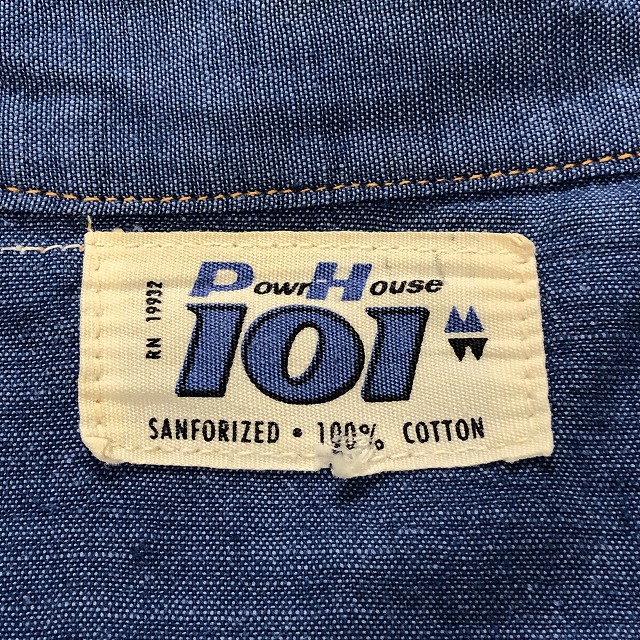 PowrHouse
101
RN 19932
SANFORIZED • 100% COTTON